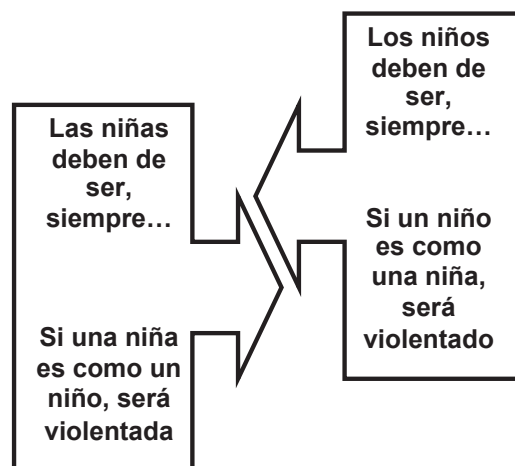 Las niñas
deben de
ser,
siempre…
Si una niña
es como un
niño, será
violentada
Los niños
deben de
ser,
siempre…
Si un niño
es como
una niña,
será
violentado